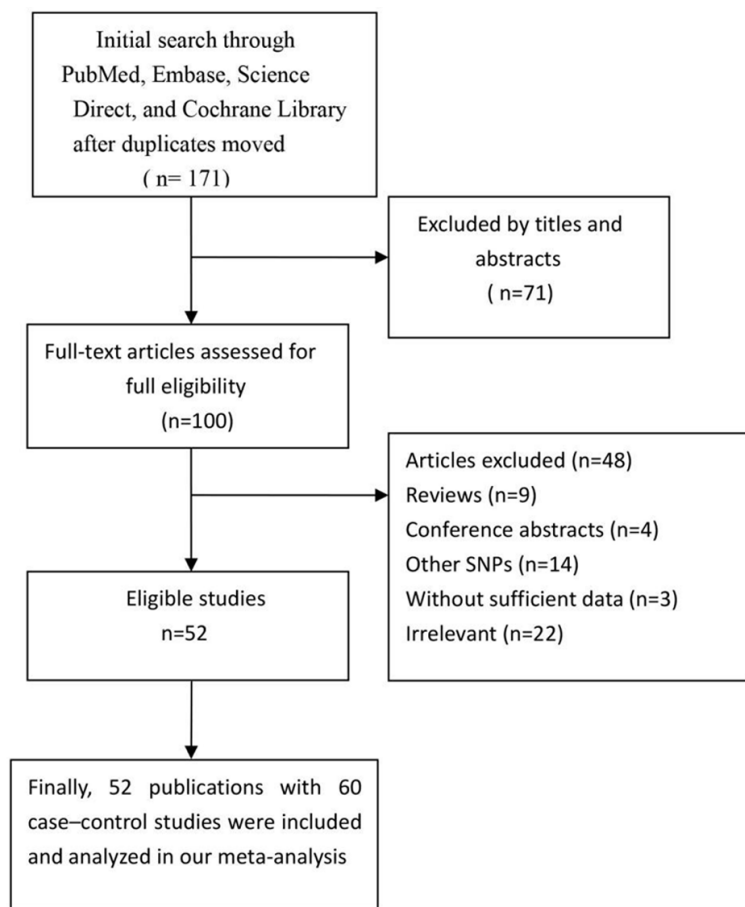 Initial search through
PubMed, Embase, Science
Direct, and Cochrane Library
after duplicates moved
( n= 171)
Excluded by titles and
abstracts
( n=71)
Full-text articles assessed for
full eligibility
(n=100)
Articles excluded (n=48)
Reviews (n=9)
Conference abstracts (n=4)
Other SNPs (n=14)
Without sufficient data (n=3)
Irrelevant (n=22)
Eligible studies
n=52
Finally, 52 publications with 60
case–control studies were included
and analyzed in our meta-analysis